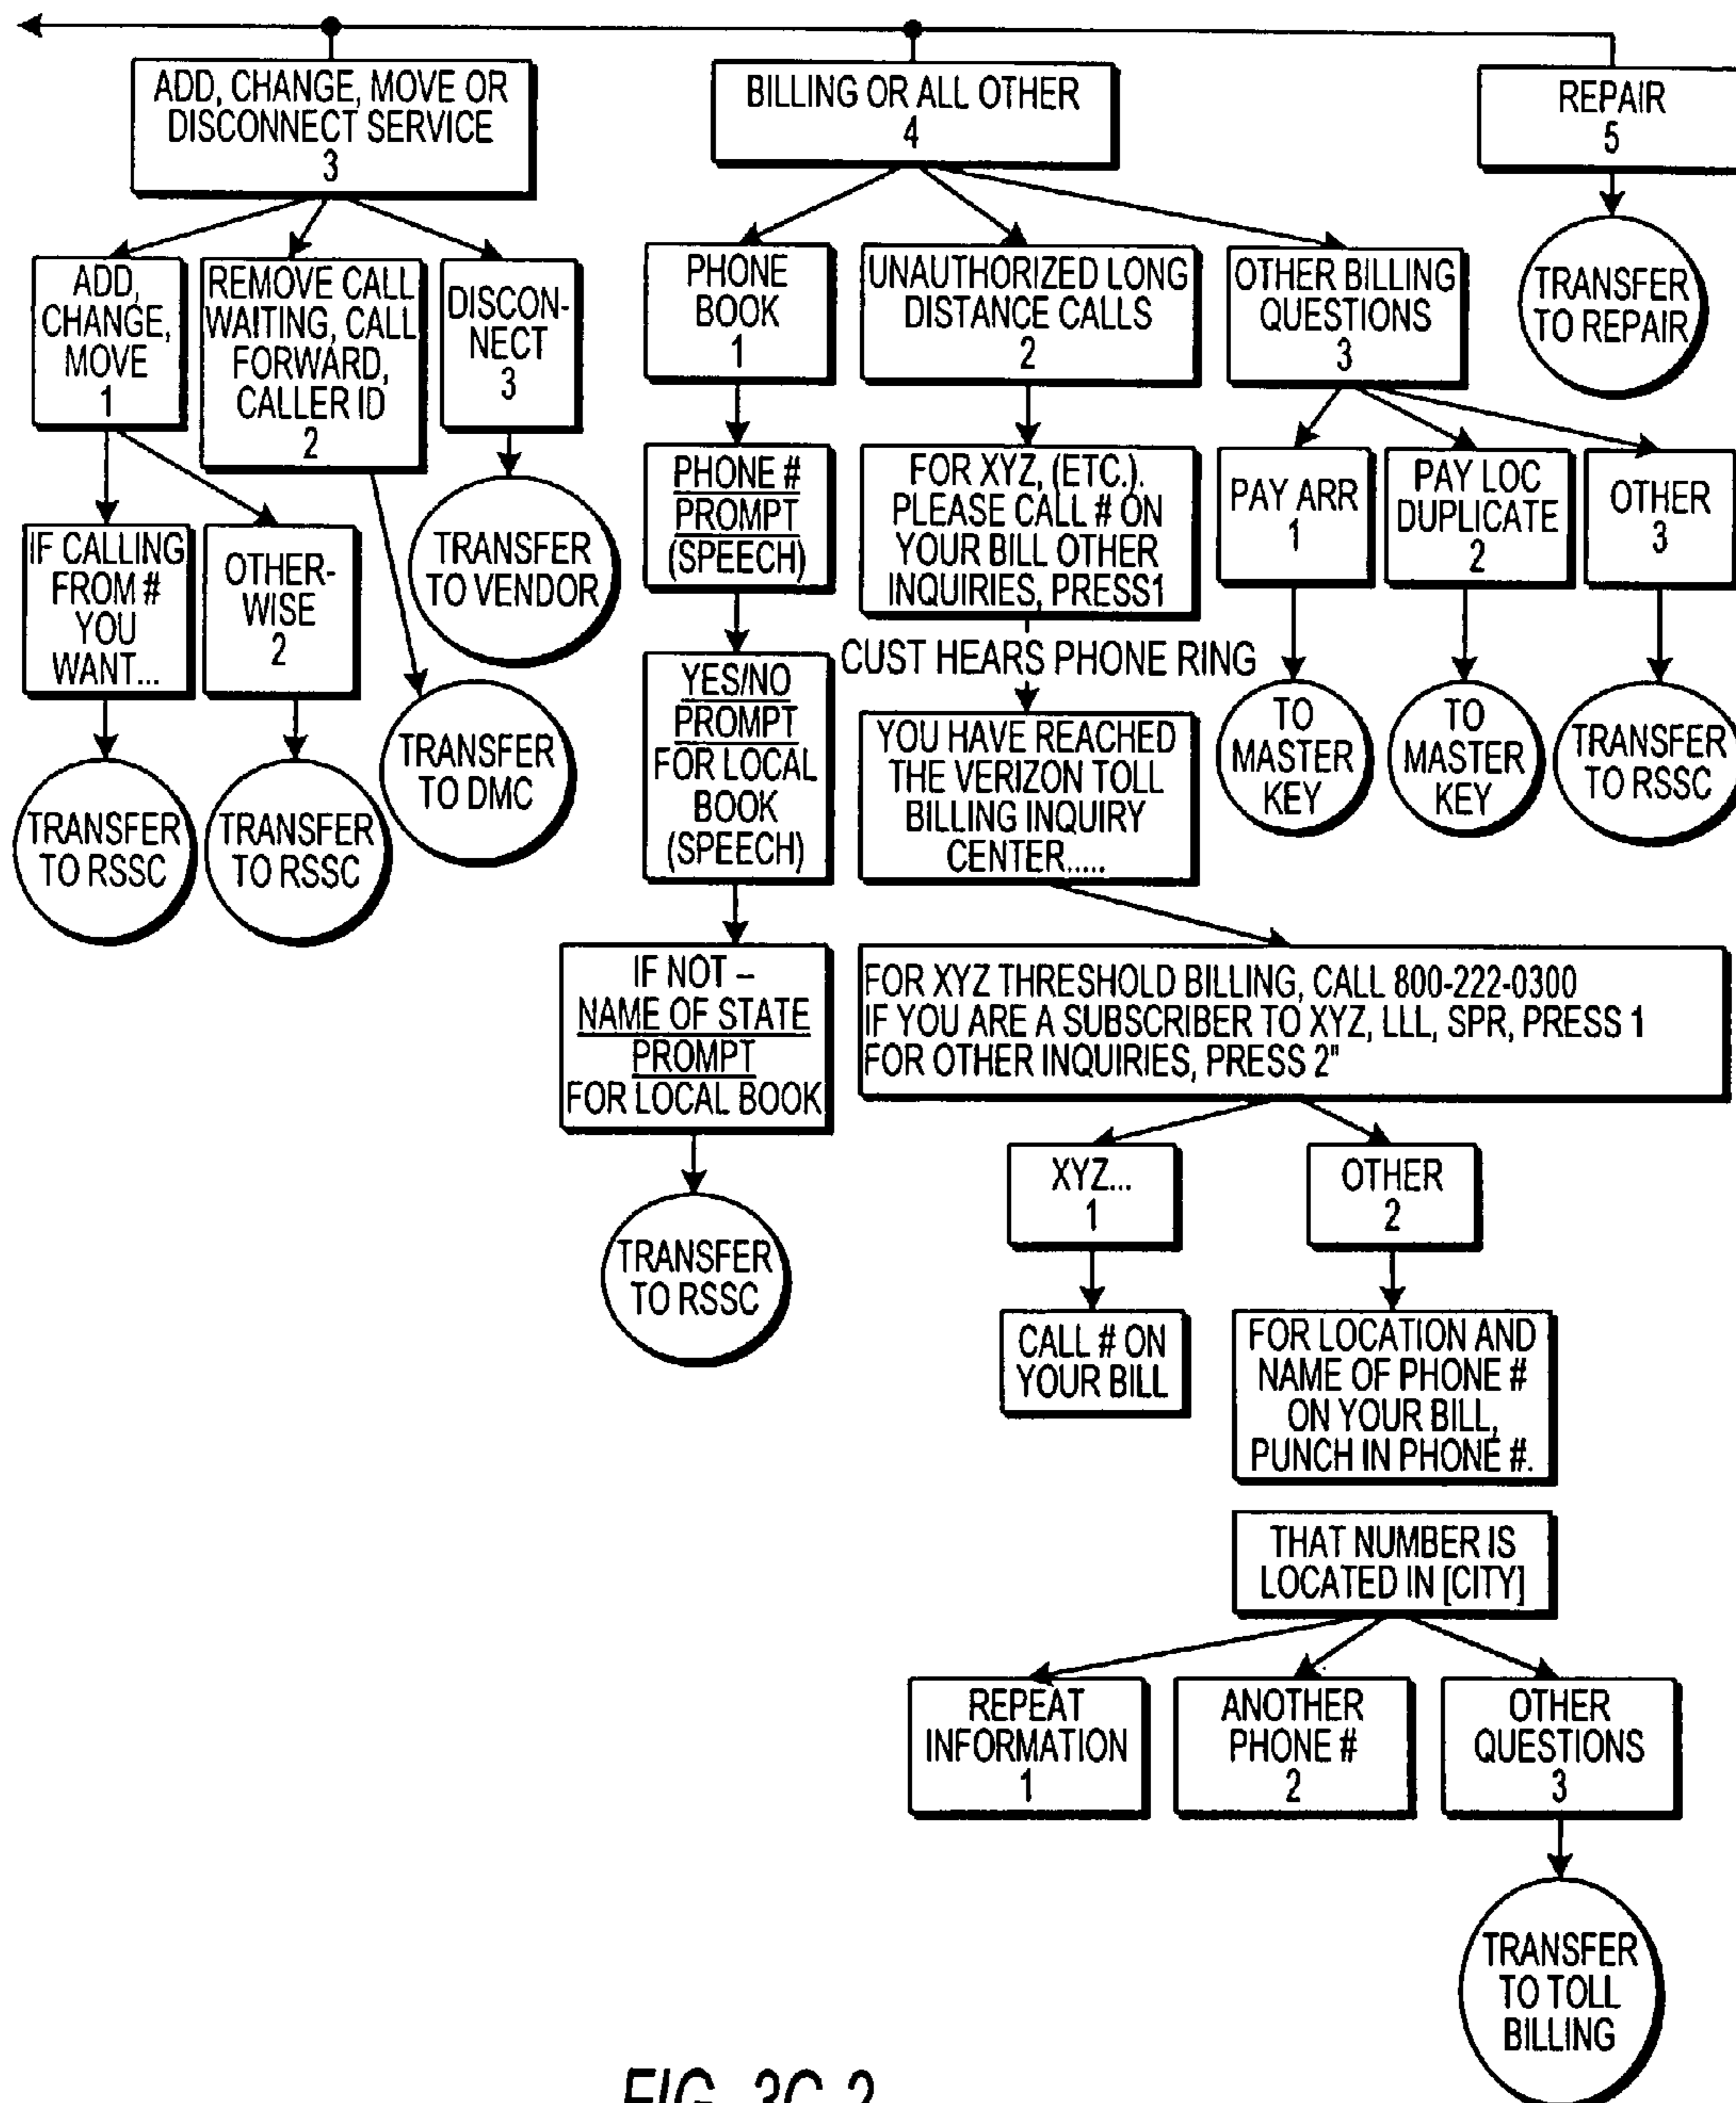 ADD, CHANGE, MOVE OR
DISCONNECT SERVICE
3
BILLING OR ALL OTHER
4
REPAIR
5
ADD,
CHANGE,
MOVE
1
REMOVE CALL
WAITING, CALL
FORWARD,
CALLER ID
2
DISCON-
NECT
3
PHONE
BOOK
1
UNAUTHORIZED LONG
DISTANCE CALLS
2
OTHER BILLING
QUESTIONS
3
TRANSFER
TO REPAIR
IF CALLING
FROM #
YOU
WANT...
OTHER-
WISE
2
TRANSFER
TO VENDOR
TRANSFER
TO DMC
TRANSFER
TO RSSC
TRANSFER
TO RSSC
PHONE #
PROMPT
(SPEECH)
YES/NO
PROMPT
FOR LOCAL
BOOK
(SPEECH)
IF NOT –
NAME OF STATE
PROMPT
FOR LOCAL BOOK
TRANSFER
TO RSSC
FOR XYZ, (ETC.).
PLEASE CALL # ON
YOUR BILL OTHER
INQUIRIES, PRESS1
CUST HEARS PHONE RING
YOU HAVE REACHED
THE VERIZON TOLL
BILLING INQUIRY
CENTER.....
PAY ARR
1
PAY LOC
DUPLICATE
2
OTHER
3
TO
MASTER
KEY
TO
MASTER
KEY
TRANSFER
TO RSSC
FOR XYZ THRESHOLD BILLING, CALL 800-222-0300
IF YOU ARE A SUBSCRIBER TO XYZ, LLL, SPR, PRESS 1
FOR OTHER INQUIRIES, PRESS 2"
XYZ...
1
OTHER
2
CALL # ON
YOUR BILL
FOR LOCATION AND
NAME OF PHONE #
ON YOUR BILL,
PUNCH IN PHONE #.
THAT NUMBER IS
LOCATED IN [CITY]
REPEAT
INFORMATION
1
ANOTHER
PHONE #
2
OTHER
QUESTIONS
3
TRANSFER
TO TOLL
BILLING
FIG. 3C-2